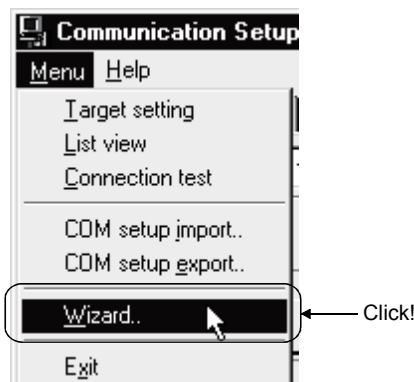 Communication Setup
Menu Help
Target setting
List view
Connection test
COM setup import..
COM setup export..
Wizard..
Click!
Exit